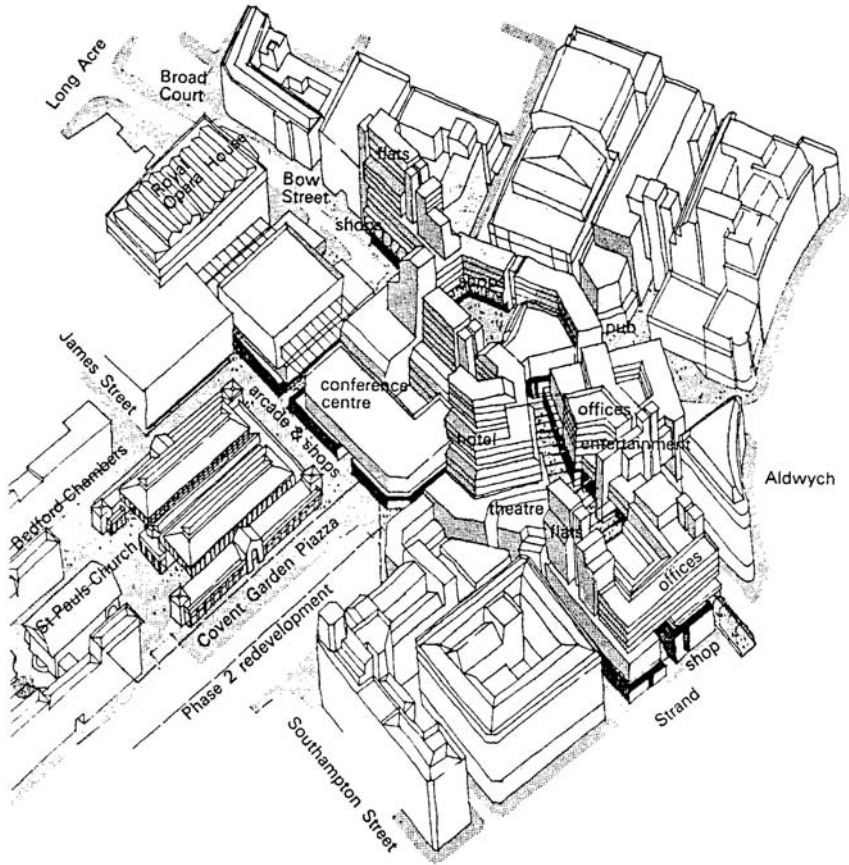 Long Acre
Broad
Court
Royal
Opara House
Bow
Street
flats
shops
shops
pub
James Street
arcade & shops
conference
centre
hotel
offices
entertainment
Aldwych
Bedford Chambers
St Pauls Church
Covent Garden Piazza
theatre
flats
offices
Phase 2 redevelopment
shop
Strand
Southampton Street